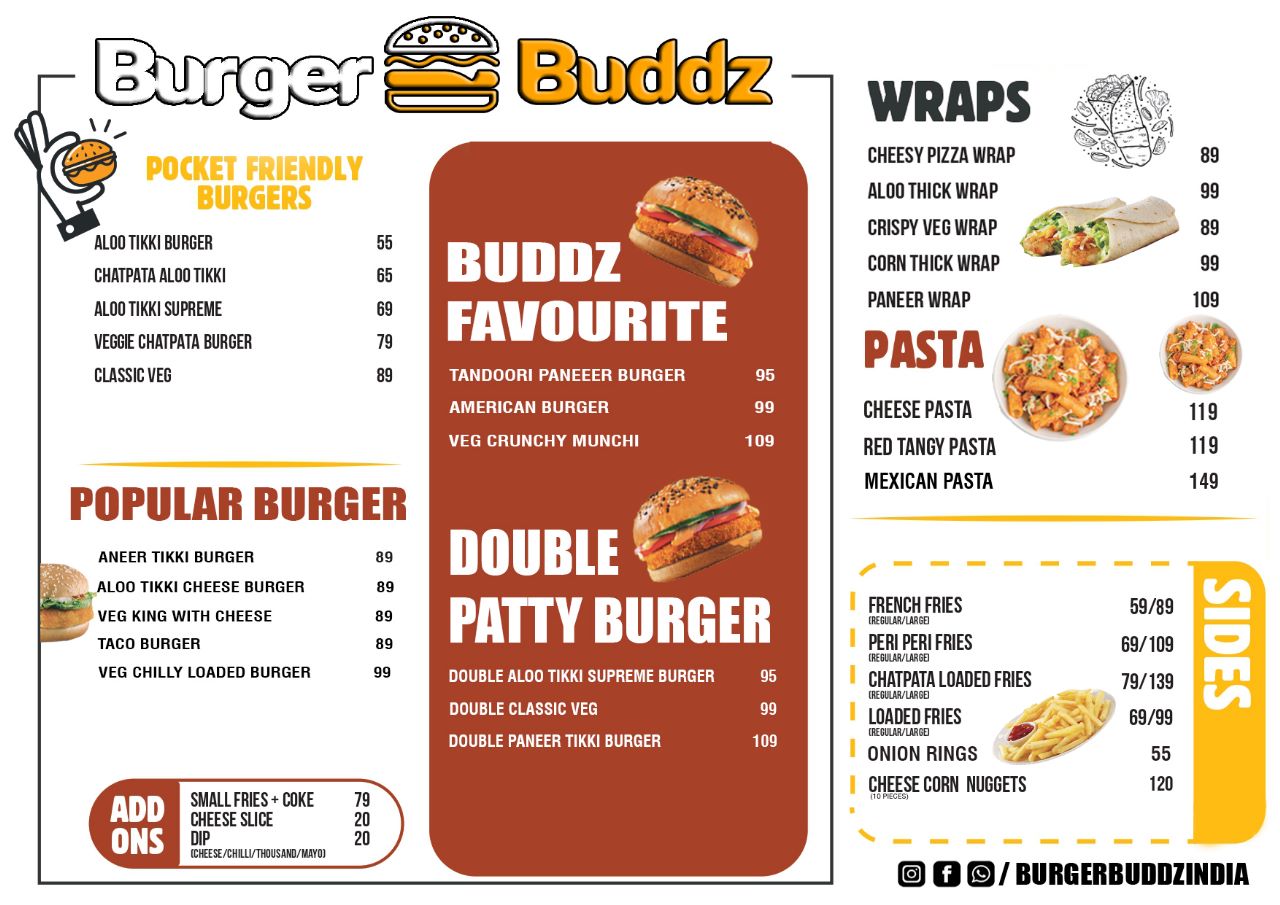 Burger Buddz
POCKET FRIENDLY
BURGERS
ALOO TIKKI BURGER 55
CHATPATA ALOO TIKKI 65
ALOO TIKKI SUPREME 69
VEGGIE CHATPATA BURGER 79
CLASSIC VEG 89
POPULAR BURGER
ANEER TIKKI BURGER 89
ALOO TIKKI CHEESE BURGER 89
VEG KING WITH CHEESE 89
TACO BURGER 89
VEG CHILLY LOADED BURGER 99
ADD
ONS
SMALL FRIES + COKE 79
CHEESE SLICE 20
DIP 20
(CHEESE/CHILLI/THOUSAND/MAYO)
BUDDZ
FAVOURITE
TANDOORI PANEEER BURGER 95
AMERICAN BURGER 99
VEG CRUNCHY MUNCHI 109
DOUBLE
PATTY BURGER
DOUBLE ALOO TIKKI SUPREME BURGER 95
DOUBLE CLASSIC VEG 99
DOUBLE PANEER TIKKI BURGER 109
WRAPS
CHEESY PIZZA WRAP 89
ALOO THICK WRAP 99
CRISPY VEG WRAP 89
CORN THICK WRAP 99
PANEER WRAP 109
PASTA
CHEESE PASTA 119
RED TANGY PASTA 119
MEXICAN PASTA 149
SIDES
FRENCH FRIES 59/89
(REGULAR/LARGE)
PERI PERI FRIES 69/109
(REGULAR/LARGE)
CHATPATA LOADED FRIES 79/139
(REGULAR/LARGE)
LOADED FRIES 69/99
(REGULAR/LARGE)
ONION RINGS 55
CHEESE CORN NUGGETS 120
(10 PIECES)
/ BURGERBUDDZINDIA